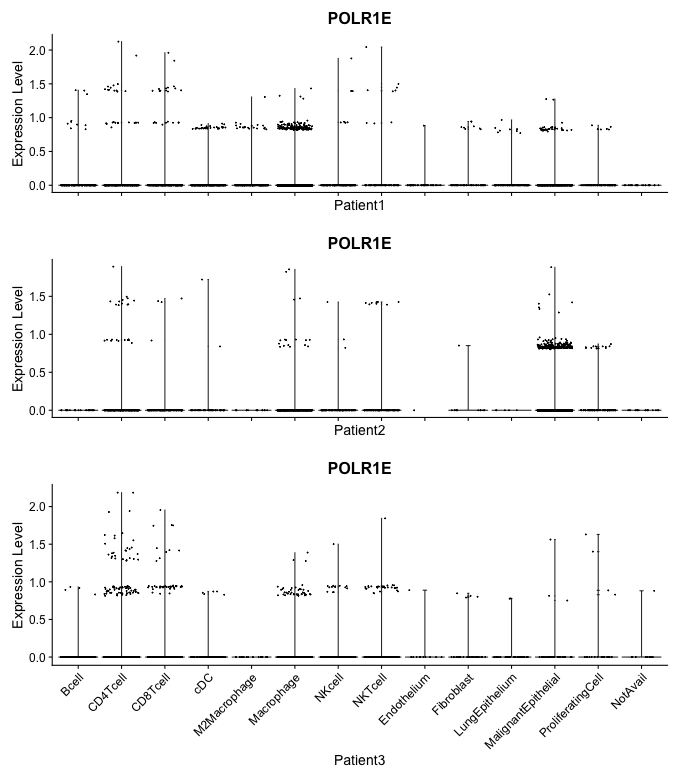 POLR1E
Expression Level
2.0
1.5
1.0
0.5
0.0
Patient1
POLR1E
Expression Level
1.5
1.0
0.5
0.0
Patient2
POLR1E
Expression Level
2.0
1.5
1.0
0.5
0.0
Bcell
CD4Tcell
CD8Tcell
cDC
M2Macrophage
Macrophage
NKcell
NKTcell
Endothelium
Fibroblast
LungEpithelium
MalignantEpithelial
ProliferatingCell
NotAvail
Patient3